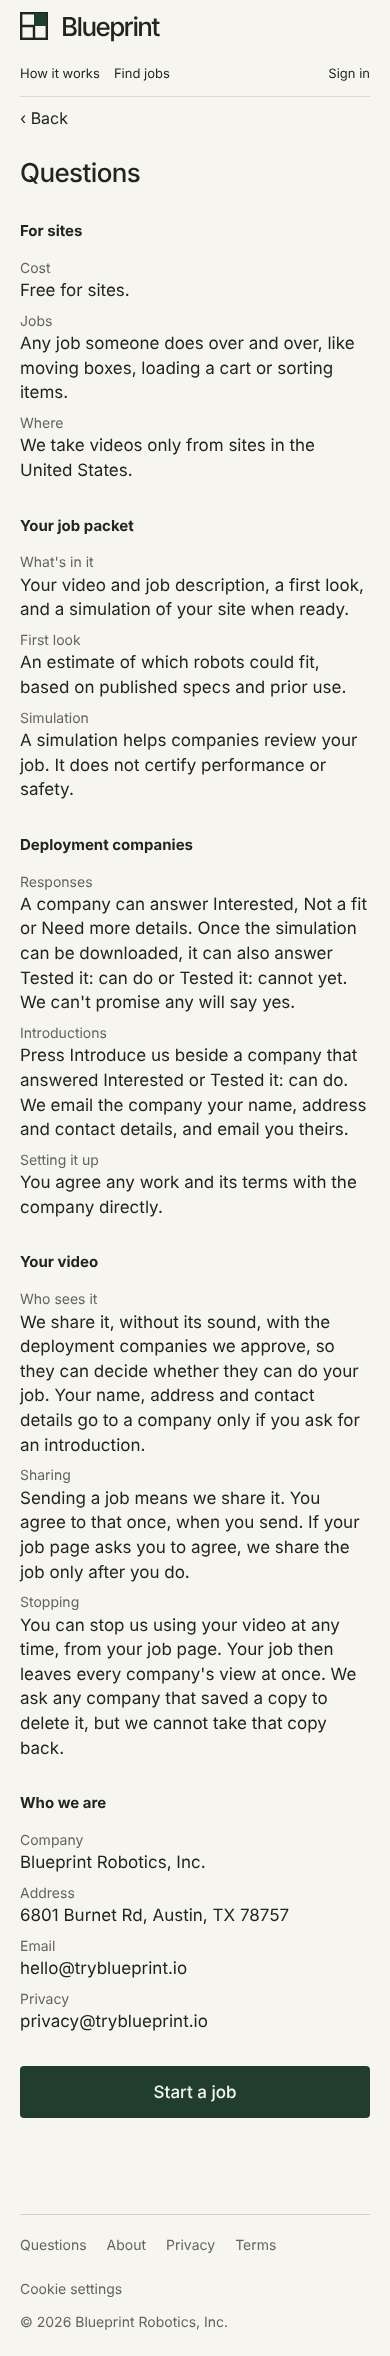 Blueprint
How it works Find jobs Sign in
‹ Back
Questions
For sites
Cost
Free for sites.
Jobs
Any job someone does over and over, like
moving boxes, loading a cart or sorting
items.
Where
We take videos only from sites in the
United States.
Your job packet
What's in it
Your video and job description, a first look,
and a simulation of your site when ready.
First look
An estimate of which robots could fit,
based on published specs and prior use.
Simulation
A simulation helps companies review your
job. It does not certify performance or
safety.
Deployment companies
Responses
A company can answer Interested, Not a fit
or Need more details. Once the simulation
can be downloaded, it can also answer
Tested it: can do or Tested it: cannot yet.
We can't promise any will say yes.
Introductions
Press Introduce us beside a company that
answered Interested or Tested it: can do.
We email the company your name, address
and contact details, and email you theirs.
Setting it up
You agree any work and its terms with the
company directly.
Your video
Who sees it
We share it, without its sound, with the
deployment companies we approve, so
they can decide whether they can do your
job. Your name, address and contact
details go to a company only if you ask for
an introduction.
Sharing
Sending a job means we share it. You
agree to that once, when you send. If your
job page asks you to agree, we share the
job only after you do.
Stopping
You can stop us using your video at any
time, from your job page. Your job then
leaves every company's view at once. We
ask any company that saved a copy to
delete it, but we cannot take that copy
back.
Who we are
Company
Blueprint Robotics, Inc.
Address
6801 Burnet Rd, Austin, TX 78757
Email
hello@tryblueprint.io
Privacy
privacy@tryblueprint.io
Start a job
Questions About Privacy Terms
Cookie settings
© 2026 Blueprint Robotics, Inc.